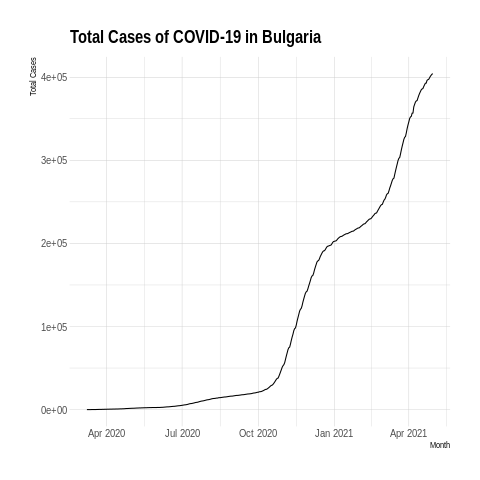 Total Cases of COVID-19 in Bulgaria
Total Cases
4e+05
3e+05
2e+05
1e+05
0e+00
Apr 2020 Jul 2020 Oct 2020 Jan 2021 Apr 2021
Month